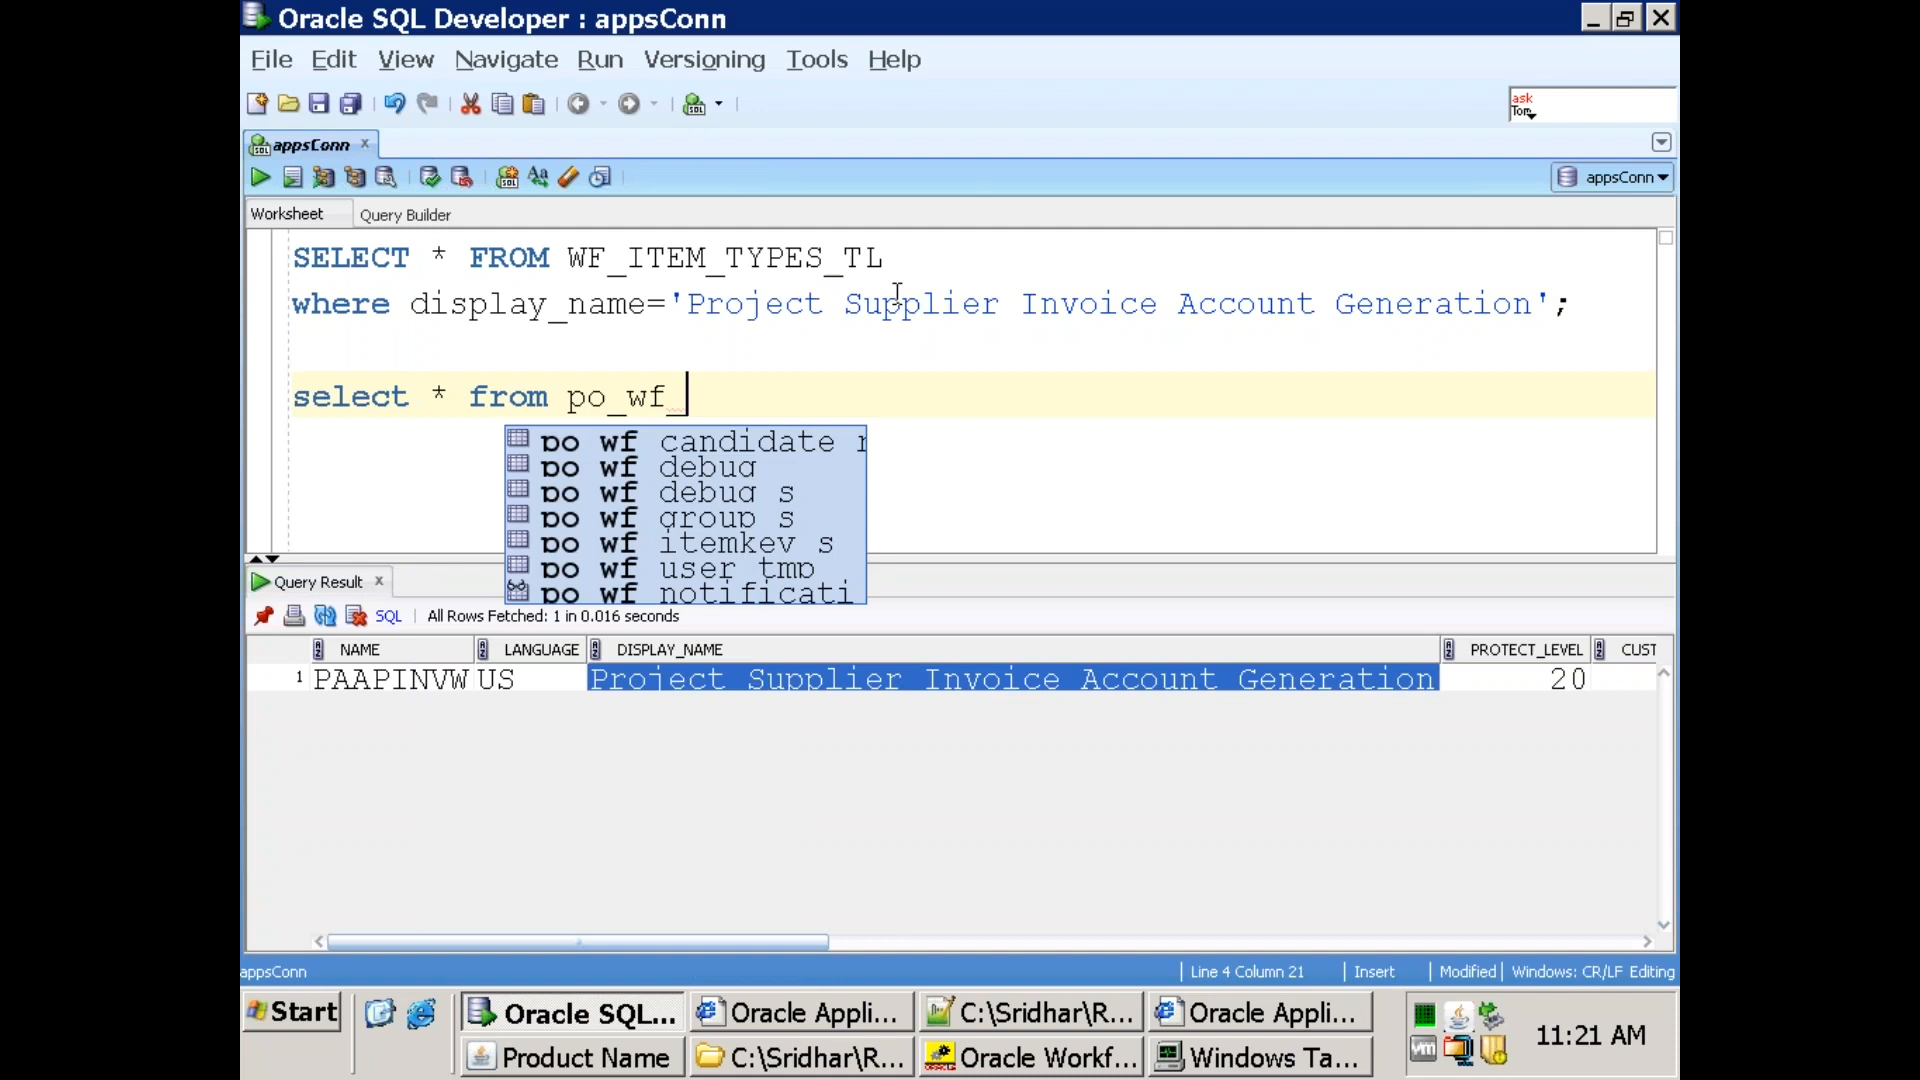 Oracle SQL Developer : appsConn
File Edit View Navigate Run Versioning Tools Help
ask
Tom
appsConn
appsConn
Worksheet Query Builder
SELECT * FROM WF_ITEM_TYPES_TL
where display_name='Project Supplier Invoice Account Generation';
select * from po_wf_
po wf candidate
po wf debug
po wf debug s
po wf group s
po wf itemkey s
po wf user tmp
po wf notificati
Query Result
SQL All Rows Fetched: 1 in 0.016 seconds
NAME LANGUAGE DISPLAY_NAME PROTECT_LEVEL CUST
1 PAAPINVW US Project Supplier Invoice Account Generation 20
appsConn Line 4 Column 21 Insert Modified Windows: CR/LF Editing
Start Oracle SQL... Oracle Appli... C:\Sridhar\R... Oracle Appli...
Product Name C:\Sridhar\R... Oracle Workf... Windows Ta...
11:21 AM